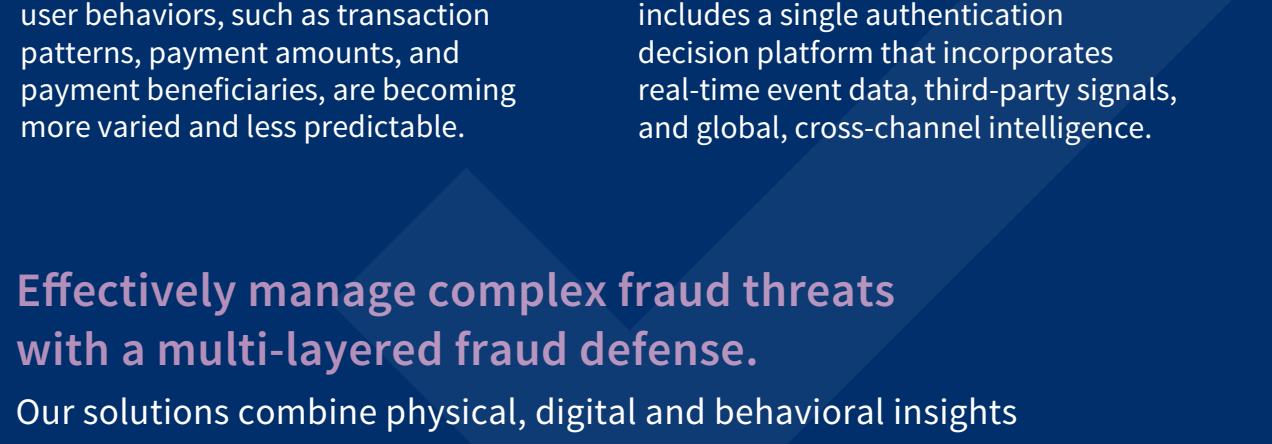 user behaviors, such as transaction
patterns, payment amounts, and
payment beneficiaries, are becoming
more varied and less predictable.
includes a single authentication
decision platform that incorporates
real-time event data, third-party signals,
and global, cross-channel intelligence.
Effectively manage complex fraud threats
with a multi-layered fraud defense.
Our solutions combine physical, digital and behavioral insights